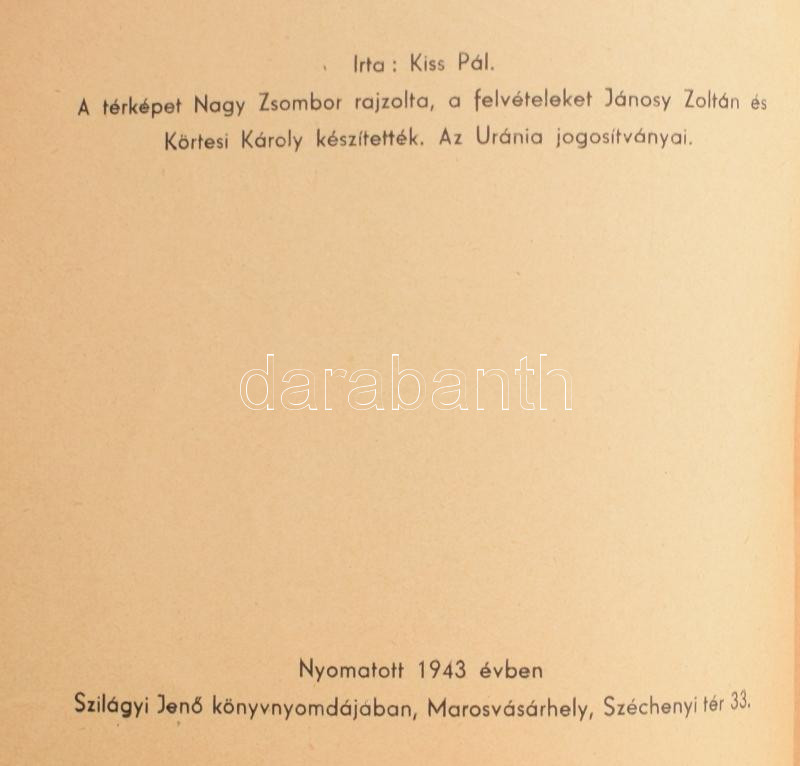 Irta : Kiss Pál.
A térképet Nagy Zsombor rajzolta, a felvételeket Jánosy Zoltán és
Körtesi Károly készítették. Az Uránia jogosítványai.
darabanth
Nyomatott 1943 évben
Szilágyi Jenő könyvnyomdájában, Marosvásárhely, Széchenyi tér 33.